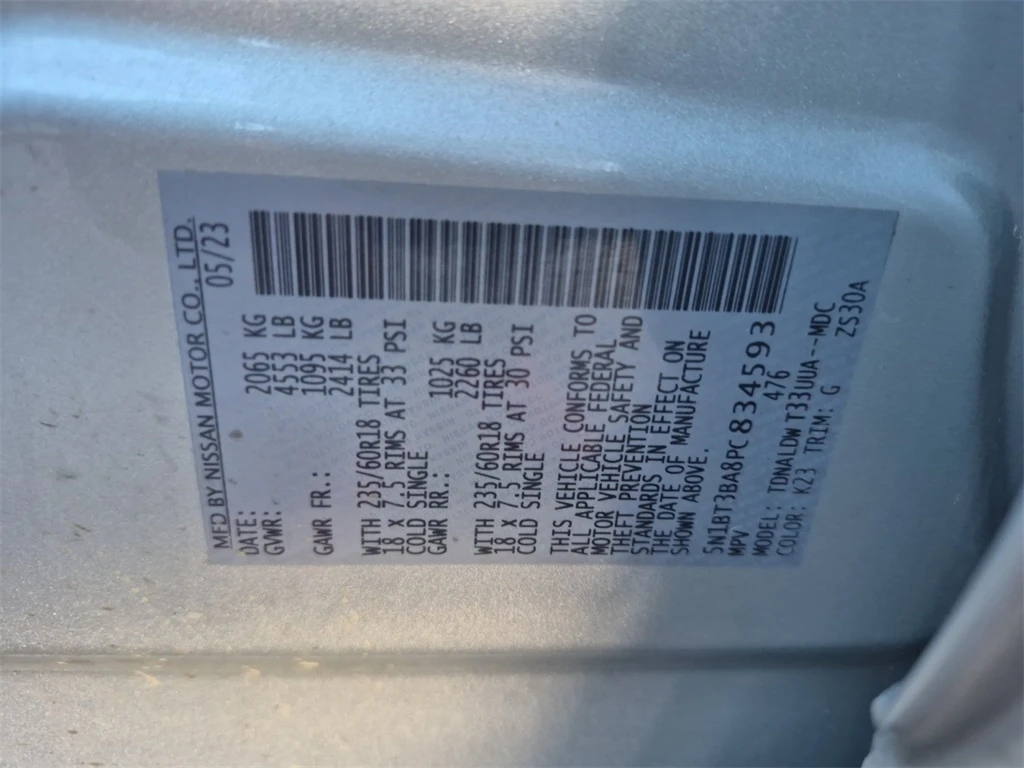 MFD BY NISSAN MOTOR CO., LTD.
DATE: 05/23
GVWR: 2065 KG
4553 LB
GAWR FR.: 1095 KG
2414 LB
WITH 235/60R18 TIRES
18 X 7.5 RIMS AT 33 PSI
COLD SINGLE
GAWR RR.: 1025 KG
2260 LB
WITH 235/60R18 TIRES
18 X 7.5 RIMS AT 30 PSI
COLD SINGLE
THIS VEHICLE CONFORMS TO
ALL APPLICABLE FEDERAL
MOTOR VEHICLE SAFETY AND
THEFT PREVENTION
STANDARDS IN EFFECT ON
THE DATE OF MANUFACTURE
SHOWN ABOVE.
5N1BT3BA8PC834593
MPV 476
MODEL: TDNALDW T33UUA--MDC
COLOR: K23 TRIM: G ZS30A